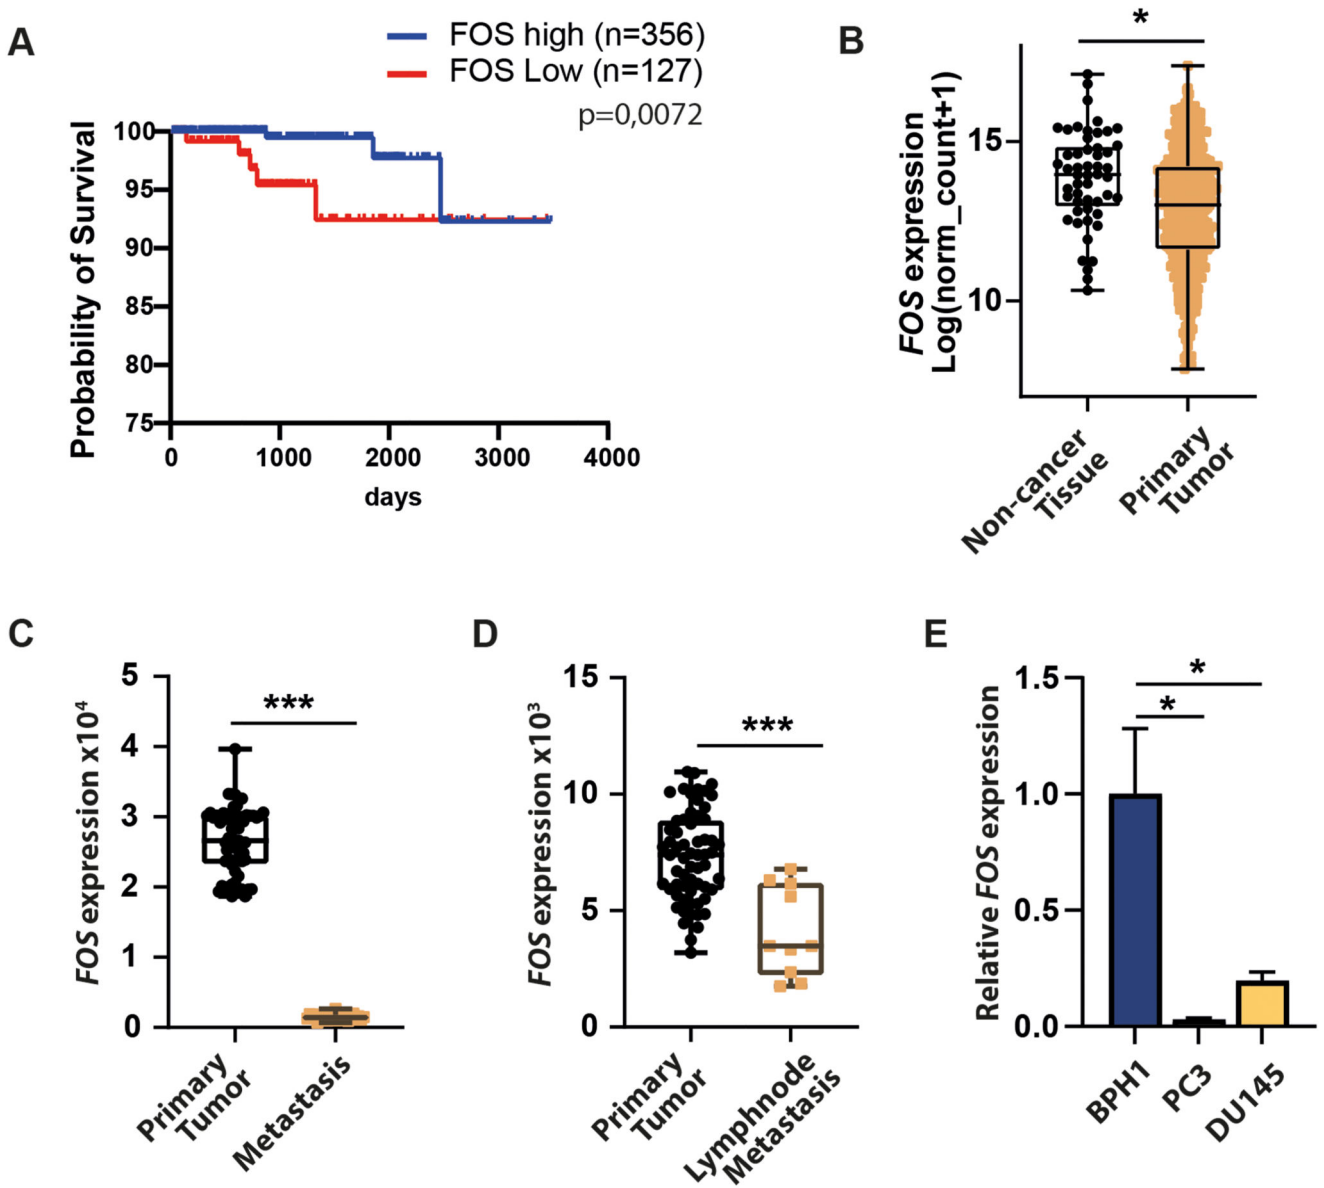 A
FOS high (n=356)
FOS Low (n=127)
p=0,0072
Probability of Survival
100
95
90
85
80
75
0 1000 2000 3000 4000
days
B
*
FOS expression
Log(norm_count+1)
15
10
Non-cancer
Tissue
Primary
Tumor
C
***
FOS expression x10⁴
5
4
3
2
1
0
Primary
Tumor
Metastasis
D
***
FOS expression x10³
15
10
5
0
Primary
Tumor
Lymphnode
Metastasis
E
*
*
Relative FOS expression
1.5
1.0
0.5
0.0
BPH1
PC3
DU145